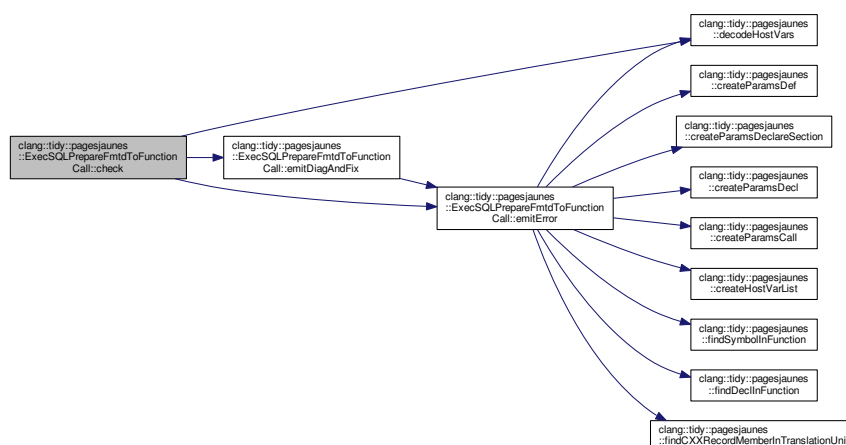 clang::tidy::pagesjaunes
::decodeHostVars
clang::tidy::pagesjaunes
::createParamsDef
clang::tidy::pagesjaunes
::createParamsDeclareSection
clang::tidy::pagesjaunes
::ExecSQLPrepareFmtdToFunction
Call::check
clang::tidy::pagesjaunes
::ExecSQLPrepareFmtdToFunction
Call::emitDiagAndFix
clang::tidy::pagesjaunes
::createParamsDecl
clang::tidy::pagesjaunes
::ExecSQLPrepareFmtdToFunction
Call::emitError
clang::tidy::pagesjaunes
::createParamsCall
clang::tidy::pagesjaunes
::createHostVarList
clang::tidy::pagesjaunes
::findSymbolInFunction
clang::tidy::pagesjaunes
::findDeclInFunction
clang::tidy::pagesjaunes
::findCXXRecordMemberInTranslationUni